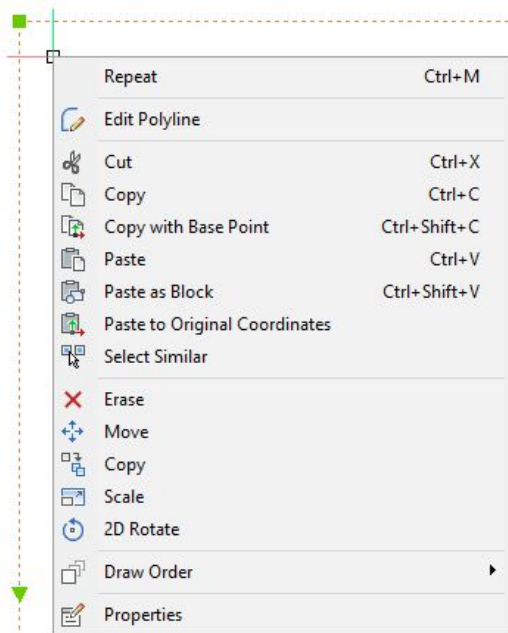 Repeat Ctrl+M
Edit Polyline
Cut Ctrl+X
Copy Ctrl+C
Copy with Base Point Ctrl+Shift+C
Paste Ctrl+V
Paste as Block Ctrl+Shift+V
Paste to Original Coordinates
Select Similar
Erase
Move
Copy
Scale
2D Rotate
Draw Order
Properties